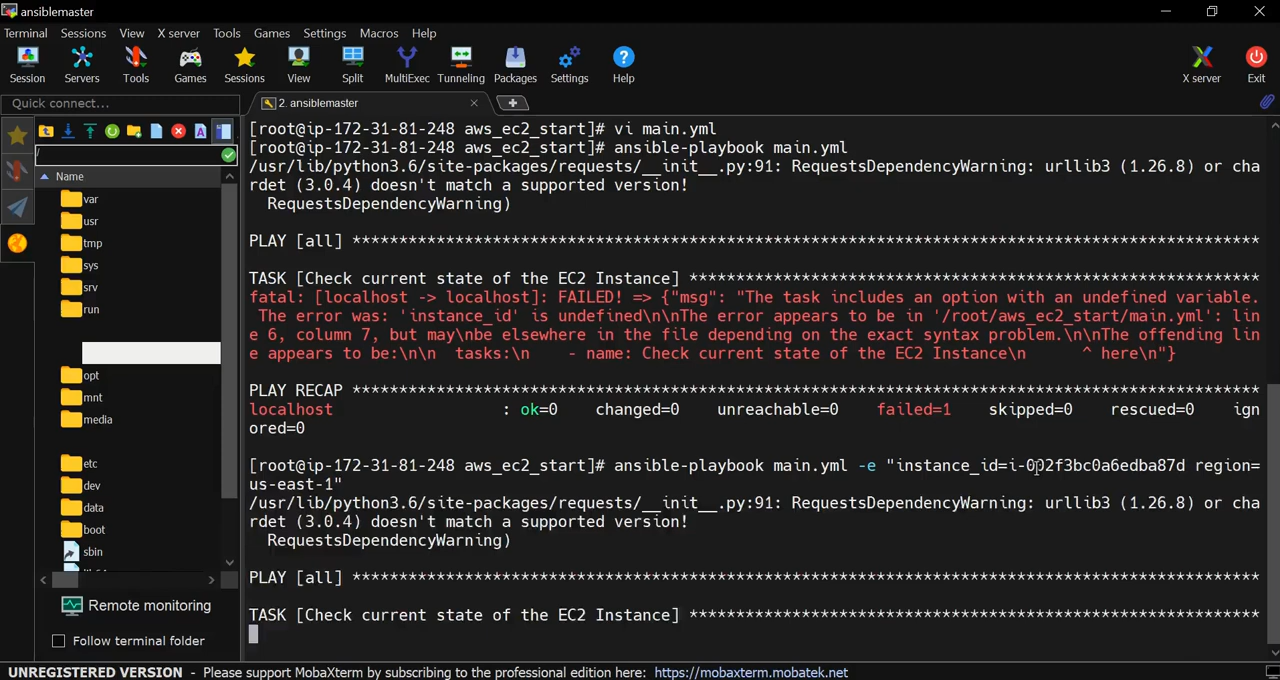 ansiblemaster
Terminal Sessions View X server Tools Games Settings Macros Help
Session Servers Tools Games Sessions View Split MultiExec Tunneling Packages Settings Help X server Exit
Quick connect...
2. ansiblemaster
/
Name
var
usr
tmp
sys
srv
run
opt
mnt
media
etc
dev
data
boot
sbin
Remote monitoring
Follow terminal folder
[root@ip-172-31-81-248 aws_ec2_start]# vi main.yml
[root@ip-172-31-81-248 aws_ec2_start]# ansible-playbook main.yml
/usr/lib/python3.6/site-packages/requests/__init__.py:91: RequestsDependencyWarning: urllib3 (1.26.8) or cha
rdet (3.0.4) doesn't match a supported version!
RequestsDependencyWarning)
PLAY [all] *************************************************************************************************
TASK [Check current state of the EC2 Instance] *************************************************************
fatal: [localhost -> localhost]: FAILED! => {"msg": "The task includes an option with an undefined variable.
The error was: 'instance_id' is undefined\n\nThe error appears to be in '/root/aws_ec2_start/main.yml': lin
e 6, column 7, but may\nbe elsewhere in the file depending on the exact syntax problem.\n\nThe offending lin
e appears to be:\n\n  tasks:\n    - name: Check current state of the EC2 Instance\n      ^ here\n"}
PLAY RECAP *************************************************************************************************
localhost : ok=0 changed=0 unreachable=0 failed=1 skipped=0 rescued=0 ign
ored=0
[root@ip-172-31-81-248 aws_ec2_start]# ansible-playbook main.yml -e "instance_id=i-002f3bc0a6edba87d region=
us-east-1"
/usr/lib/python3.6/site-packages/requests/__init__.py:91: RequestsDependencyWarning: urllib3 (1.26.8) or cha
rdet (3.0.4) doesn't match a supported version!
RequestsDependencyWarning)
PLAY [all] *************************************************************************************************
TASK [Check current state of the EC2 Instance] *************************************************************
UNREGISTERED VERSION - Please support MobaXterm by subscribing to the professional edition here: https://mobaxterm.mobatek.net